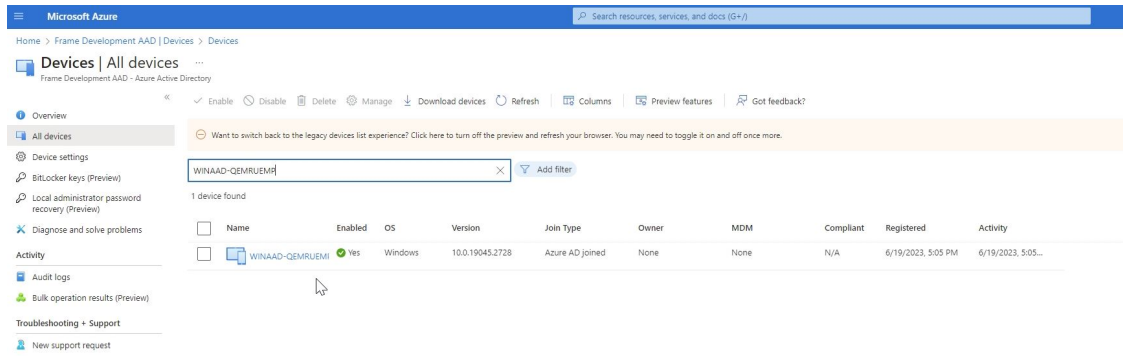 Microsoft Azure
Search resources, services, and docs (G+/)
Home > Frame Development AAD | Devices > Devices
Devices | All devices ...
Frame Development AAD - Azure Active Directory
«
Enable Disable Delete Manage Download devices Refresh Columns Preview features Got feedback?
Overview
All devices
Device settings
BitLocker keys (Preview)
Local administrator password
recovery (Preview)
Diagnose and solve problems
Activity
Audit logs
Bulk operation results (Preview)
Troubleshooting + Support
New support request
Want to switch back to the legacy devices list experience? Click here to turn off the preview and refresh your browser. You may need to toggle it on and off once more.
WINAAD-QEMRUEMP
Add filter
1 device found
Name Enabled OS Version Join Type Owner MDM Compliant Registered Activity
WINAAD-QEMRUEMI Yes Windows 10.0.19045.2728 Azure AD joined None None N/A 6/19/2023, 5:05 PM 6/19/2023, 5:05...